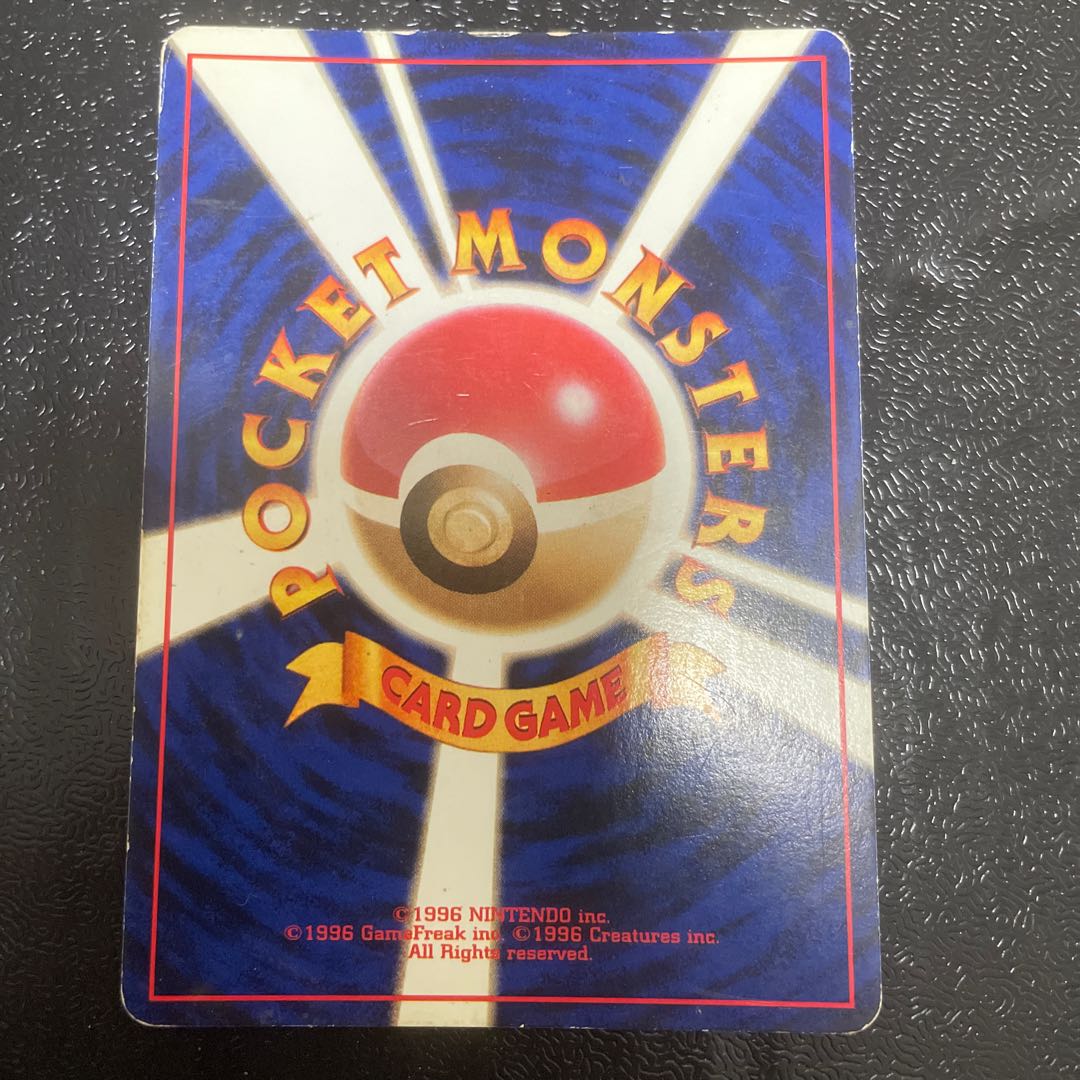 POCKET MONSTERS
CARD GAME
©1996 NINTENDO inc.
©1996 GameFreak inc. ©1996 Creatures inc.
All Rights reserved.